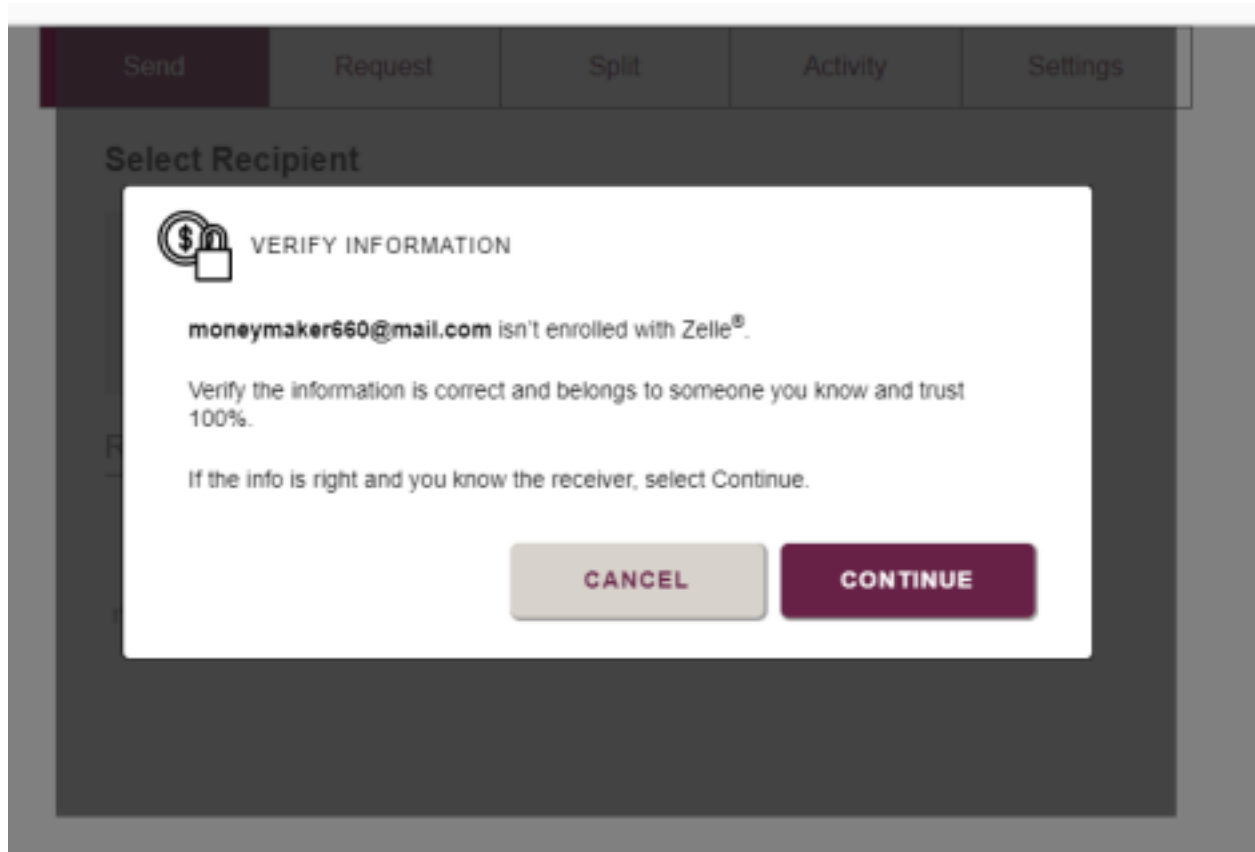 Send Request Split Activity Settings
Select Recipient
VERIFY INFORMATION
moneymaker660@mail.com isn't enrolled with Zelle®.
Verify the information is correct and belongs to someone you know and trust
100%.
If the info is right and you know the receiver, select Continue.
CANCEL CONTINUE